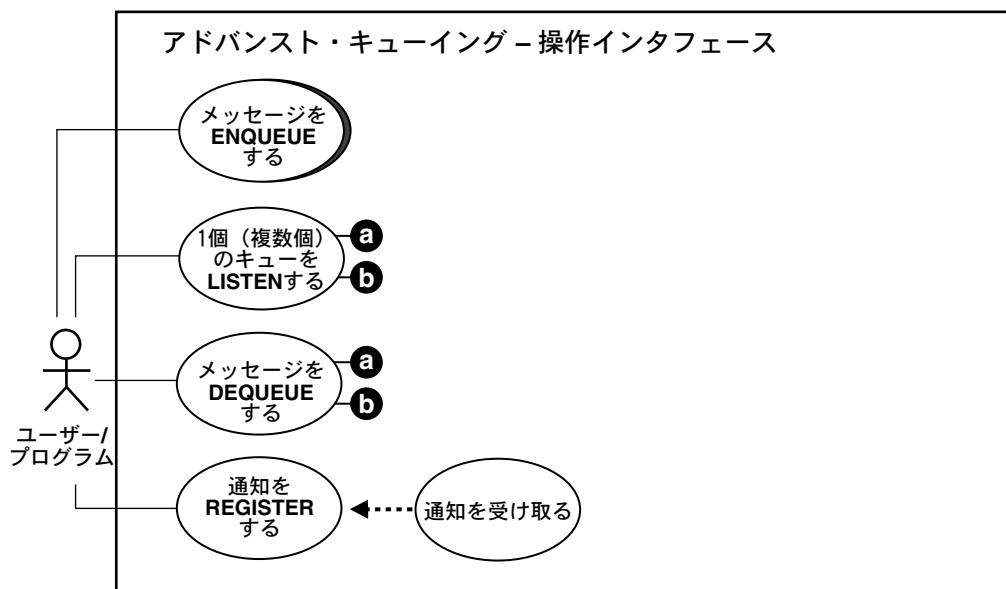 アドバンスト・キューイング – 操作インタフェース
メッセージを
ENQUEUE
する
1個（複数個）
のキューを
LISTENする
a
b
メッセージを
DEQUEUE
する
a
b
ユーザー/
プログラム
通知を
REGISTER
する
通知を受け取る